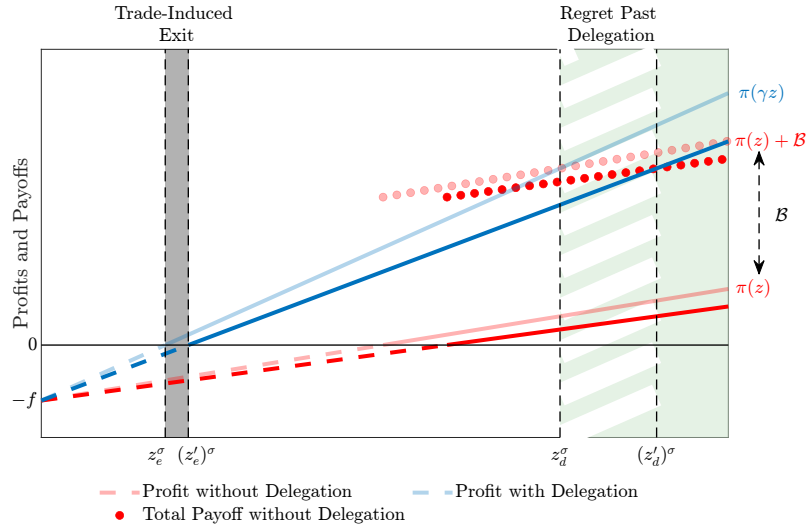 Trade-Induced
Exit
Regret Past
Delegation
Profits and Payoffs
π(γz)
π(z) + ℬ
ℬ
π(z)
0
−f
z_e^σ
(z′_e)^σ
z_d^σ
(z′_d)^σ
Profit without Delegation
Profit with Delegation
Total Payoff without Delegation